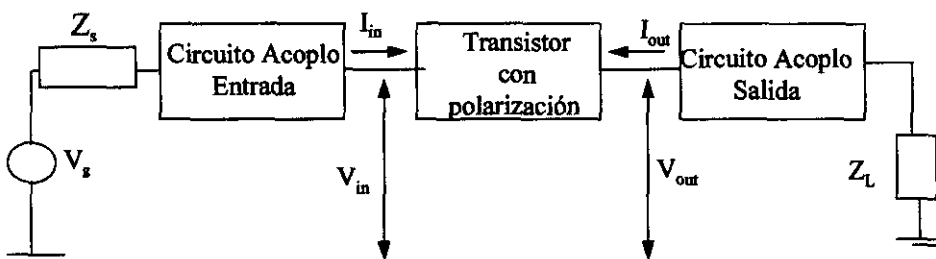 Z_s
Circuito Acoplo
Entrada
I_in
Transistor
con
polarización
I_out
Circuito Acoplo
Salida
V_g
V_in
V_out
Z_L